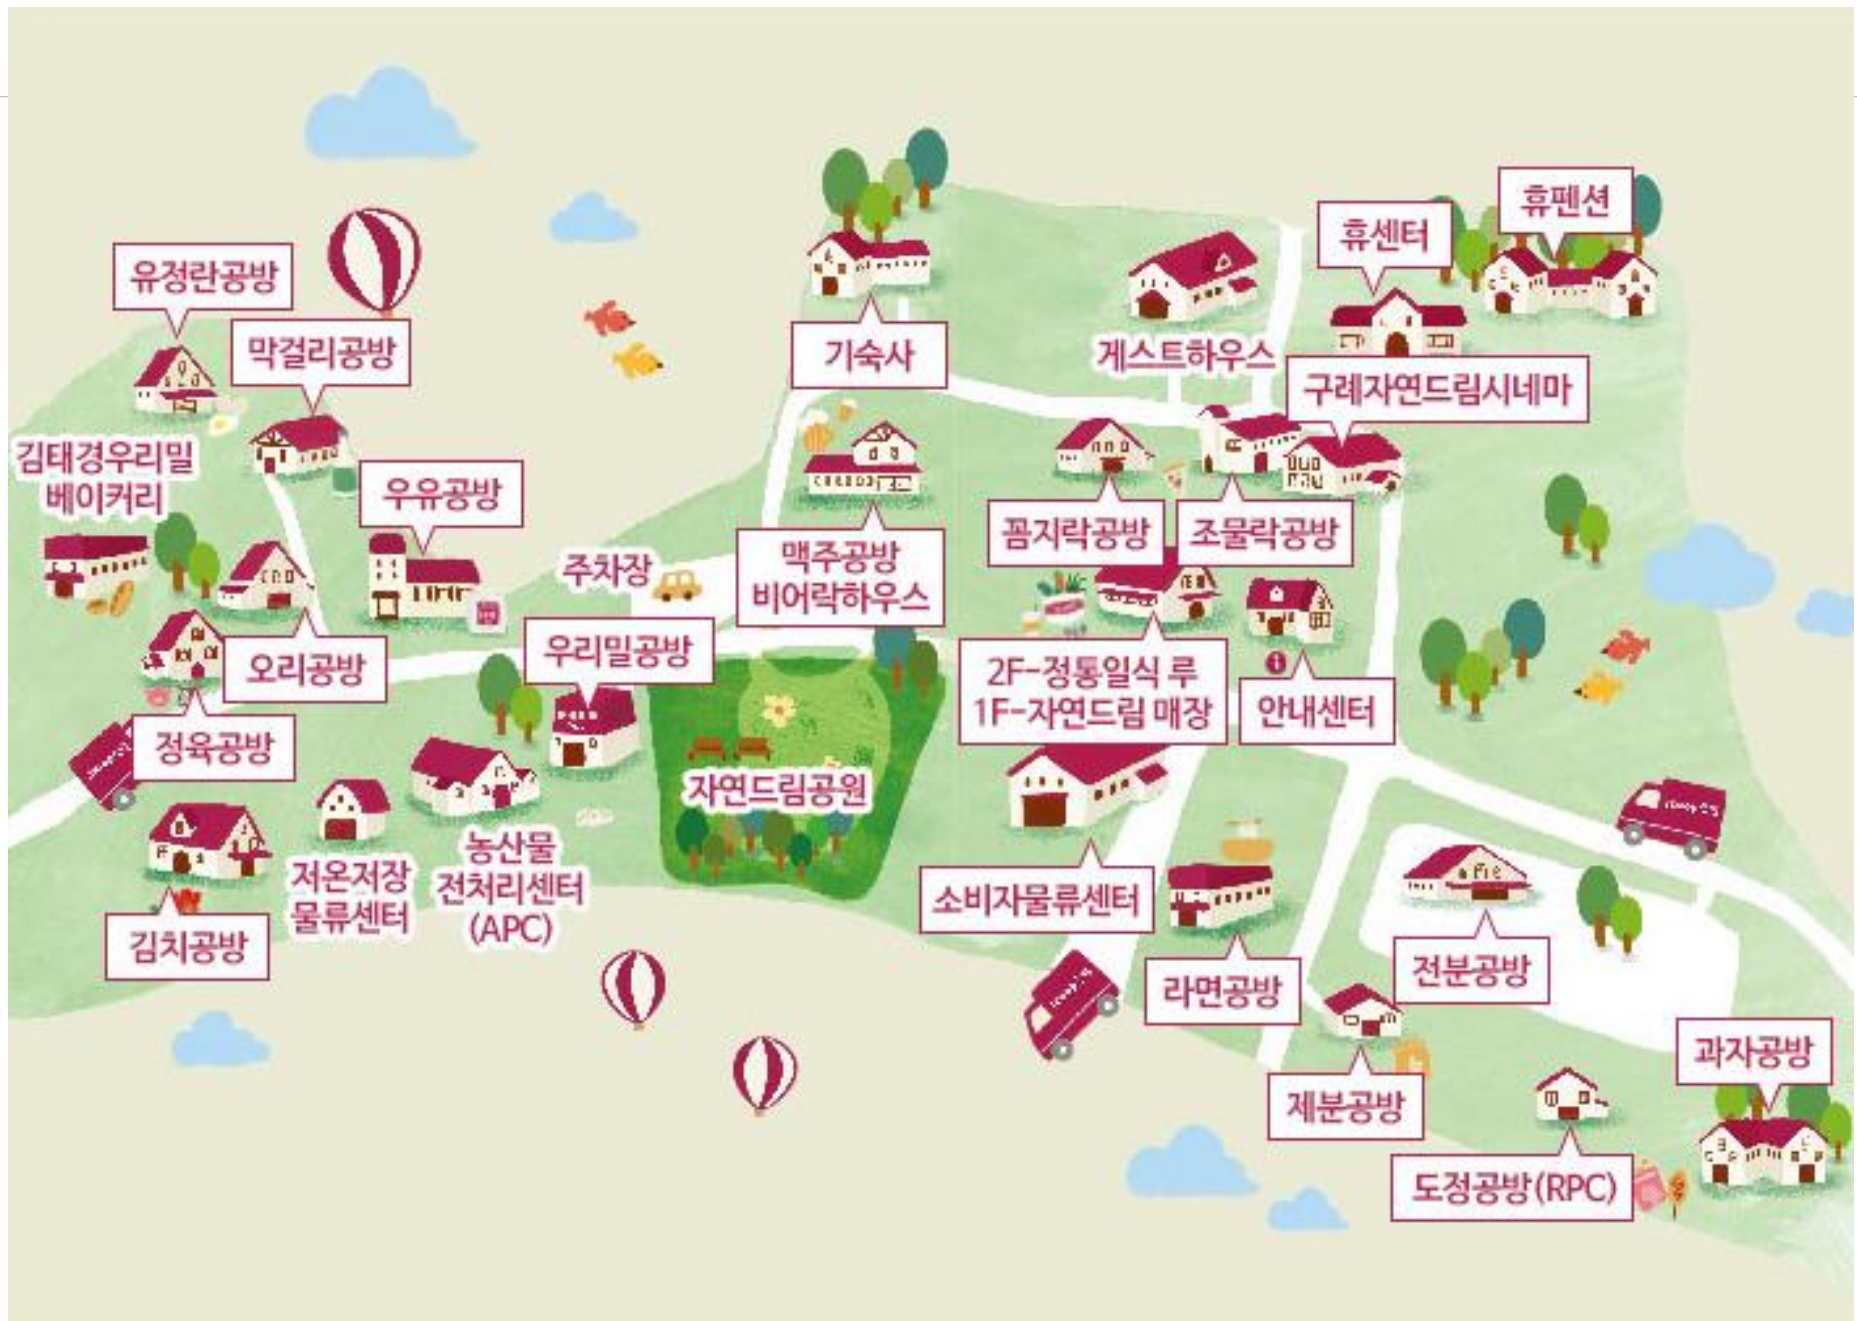 휴펜션
휴센터
유정란공방
막걸리공방
기숙사
게스트하우스
구례자연드림시네마
김태경우리밀
베이커리
우유공방
꼼지락공방
조물락공방
주차장
맥주공방
비어락하우스
오리공방
우리밀공방
2F-정통일식 루
1F-자연드림 매장
안내센터
정육공방
자연드림공원
저온저장
물류센터
농산물
전처리센터
(APC)
소비자물류센터
김치공방
라면공방
전분공방
제분공방
과자공방
도정공방(RPC)